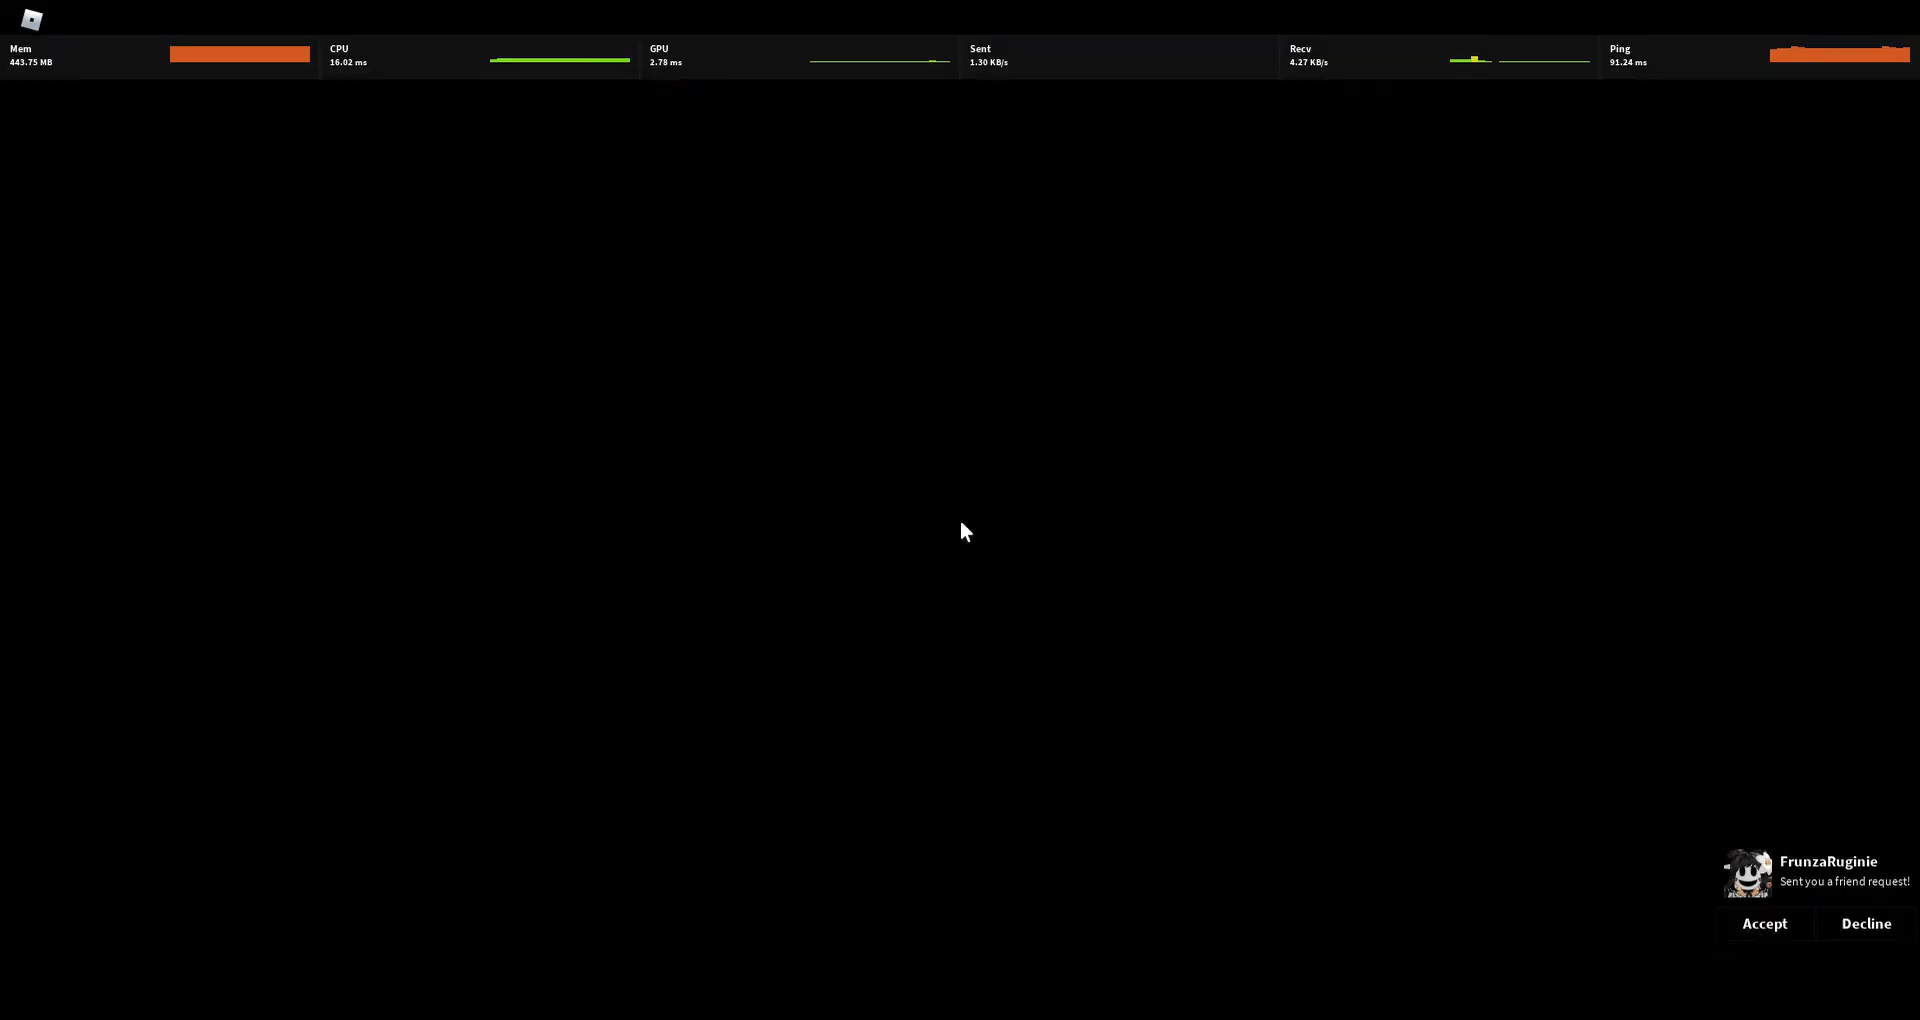 Mem
443.75 MB
CPU
16.02 ms
GPU
2.78 ms
Sent
1.30 KB/s
Recv
4.27 KB/s
Ping
91.24 ms
FrunzaRuginie
Sent you a friend request!
Accept
Decline